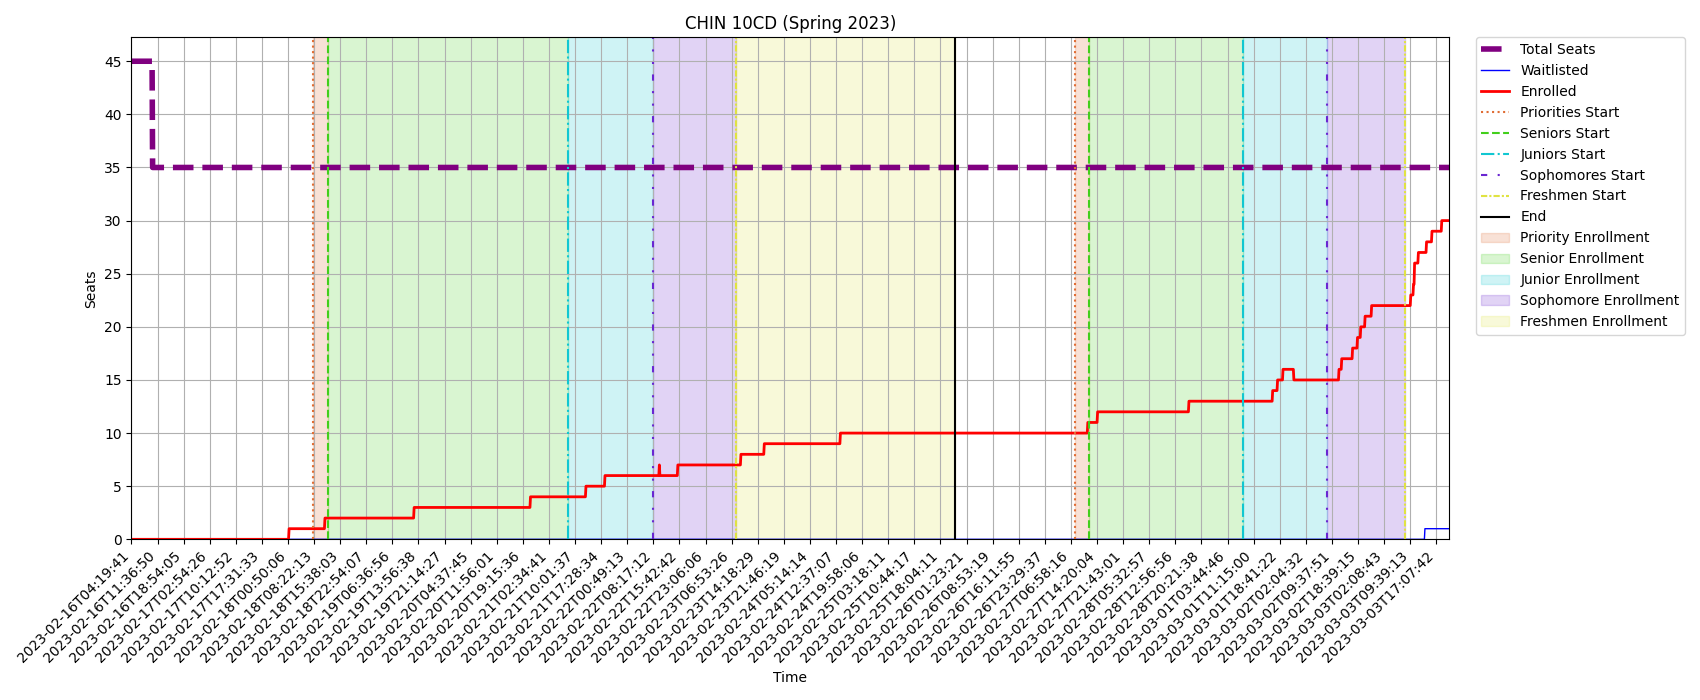 CHIN 10CD (Spring 2023)
Seats
45
40
35
30
25
20
15
10
5
0
2023-02-16T04:19:41
2023-02-16T11:36:50
2023-02-16T18:54:05
2023-02-17T02:54:26
2023-02-17T10:12:52
2023-02-17T17:31:33
2023-02-18T00:50:06
2023-02-18T08:22:13
2023-02-18T15:38:03
2023-02-18T22:54:07
2023-02-19T06:36:56
2023-02-19T13:56:38
2023-02-19T21:14:27
2023-02-20T04:37:45
2023-02-20T11:56:01
2023-02-20T19:15:36
2023-02-21T02:34:41
2023-02-21T10:01:37
2023-02-21T17:28:34
2023-02-22T00:49:13
2023-02-22T08:17:12
2023-02-22T15:42:42
2023-02-22T23:06:06
2023-02-23T06:53:26
2023-02-23T14:18:29
2023-02-23T21:46:19
2023-02-24T05:14:14
2023-02-24T12:37:07
2023-02-24T19:58:06
2023-02-25T03:18:11
2023-02-25T10:44:17
2023-02-25T18:04:11
2023-02-26T01:23:21
2023-02-26T08:53:19
2023-02-26T16:11:55
2023-02-26T23:29:37
2023-02-27T06:58:16
2023-02-27T14:20:04
2023-02-27T21:43:01
2023-02-28T05:32:57
2023-02-28T12:56:56
2023-02-28T20:21:38
2023-03-01T03:44:46
2023-03-01T11:15:00
2023-03-01T18:41:22
2023-03-02T02:04:32
2023-03-02T09:37:51
2023-03-02T18:39:15
2023-03-03T02:08:43
2023-03-03T09:39:13
2023-03-03T17:07:42
Time
Total Seats
Waitlisted
Enrolled
Priorities Start
Seniors Start
Juniors Start
Sophomores Start
Freshmen Start
End
Priority Enrollment
Senior Enrollment
Junior Enrollment
Sophomore Enrollment
Freshmen Enrollment